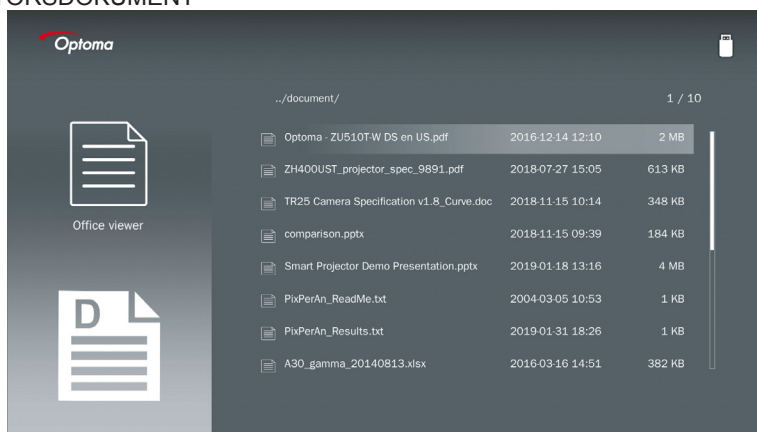 Optoma
../document/ 1 / 10
Optoma - ZU510T-W DS en US.pdf 2016-12-14 12:10 2 MB
ZH400UST_projector_spec_9891.pdf 2018-07-27 15:05 613 KB
TR25 Camera Specification v1.8_Curve.doc 2018-11-15 10:14 348 KB
Office viewer
comparison.pptx 2018-11-15 09:39 184 KB
Smart Projector Demo Presentation.pptx 2019-01-18 13:16 4 MB
D
PixPerAn_ReadMe.txt 2004-03-05 10:53 1 KB
PixPerAn_Results.txt 2019-01-31 18:26 1 KB
A30_gamma_20140813.xlsx 2016-03-16 14:51 382 KB